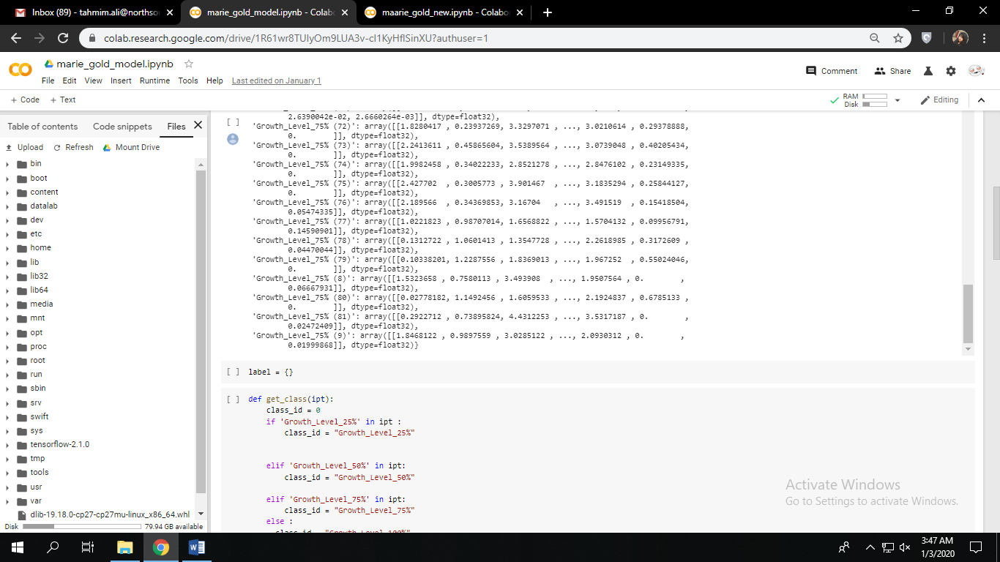 Inbox (89) - tahmim.ali@northso
marie_gold_model.ipynb - Colabo
maarie_gold_new.ipynb - Colabo
colab.research.google.com/drive/1R61wr8TUlyOm9LUA3v-cl1KyHflSinXU?authuser=1
marie_gold_model.ipynb
File Edit View Insert Runtime Tools Help Last edited on January 1
Comment Share
+ Code + Text
RAM
Disk
Editing
Table of contents Code snippets Files
Upload Refresh Mount Drive
bin
boot
content
datalab
dev
etc
home
lib
lib32
lib64
media
mnt
opt
proc
root
run
sbin
srv
swift
sys
tensorflow-2.1.0
tmp
tools
usr
var
dlib-19.18.0-cp27-cp27mu-linux_x86_64.whl
Disk 79.94 GB available
2.6390042e-02, 2.6660264e-03]], dtype=float32),
[ ] 'Growth_Level_75% (72)': array([[1.8280417 , 0.23937269, 3.3297071 , ..., 3.0210614 , 0.29378888,
0. ]], dtype=float32),
'Growth_Level_75% (73)': array([[2.2413611 , 0.45865604, 3.5389564 , ..., 3.0739048 , 0.40205434,
0. ]], dtype=float32),
'Growth_Level_75% (74)': array([[1.9982458 , 0.34022233, 2.8521278 , ..., 2.8476102 , 0.23149335,
0. ]], dtype=float32),
'Growth_Level_75% (75)': array([[2.427702 , 0.3005773 , 3.901467 , ..., 3.1835294 , 0.25844127,
0. ]], dtype=float32),
'Growth_Level_75% (76)': array([[2.189566 , 0.34369853, 3.16704 , ..., 3.491519 , 0.15418504,
0.05474335]], dtype=float32),
'Growth_Level_75% (77)': array([[1.0221823 , 0.98707014, 1.6568822 , ..., 1.5704132 , 0.09956791,
0.14590901]], dtype=float32),
'Growth_Level_75% (78)': array([[0.1312722 , 1.0601413 , 1.3547728 , ..., 2.2618985 , 0.3172609 ,
0.04470044]], dtype=float32),
'Growth_Level_75% (79)': array([[0.10338201, 1.2287556 , 1.8369013 , ..., 1.967252 , 0.55024046,
0. ]], dtype=float32),
'Growth_Level_75% (8)': array([[1.5323658 , 0.7580113 , 3.493908 , ..., 1.9507564 , 0. ,
0.06667931]], dtype=float32),
'Growth_Level_75% (80)': array([[0.02778182, 1.1492456 , 1.6059533 , ..., 2.1924837 , 0.6785133 ,
0. ]], dtype=float32),
'Growth_Level_75% (81)': array([[0.2922712 , 0.73895824, 4.4312253 , ..., 3.5317187 , 0. ,
0.02472409]], dtype=float32),
'Growth_Level_75% (9)': array([[1.8468122 , 0.9897559 , 3.0285122 , ..., 2.0930312 , 0. ,
0.01999868]], dtype=float32)}
[ ] label = {}
[ ] def get_class(ipt):
class_id = 0
if 'Growth_Level_25%' in ipt :
class_id = "Growth_Level_25%"
elif 'Growth_Level_50%' in ipt:
class_id = "Growth_Level_50%"
elif 'Growth_Level_75%' in ipt:
class_id = "Growth_Level_75%"
else :
class_id = "Growth_Level_100%"
Activate Windows
Go to Settings to activate Windows.
3:47 AM
1/3/2020